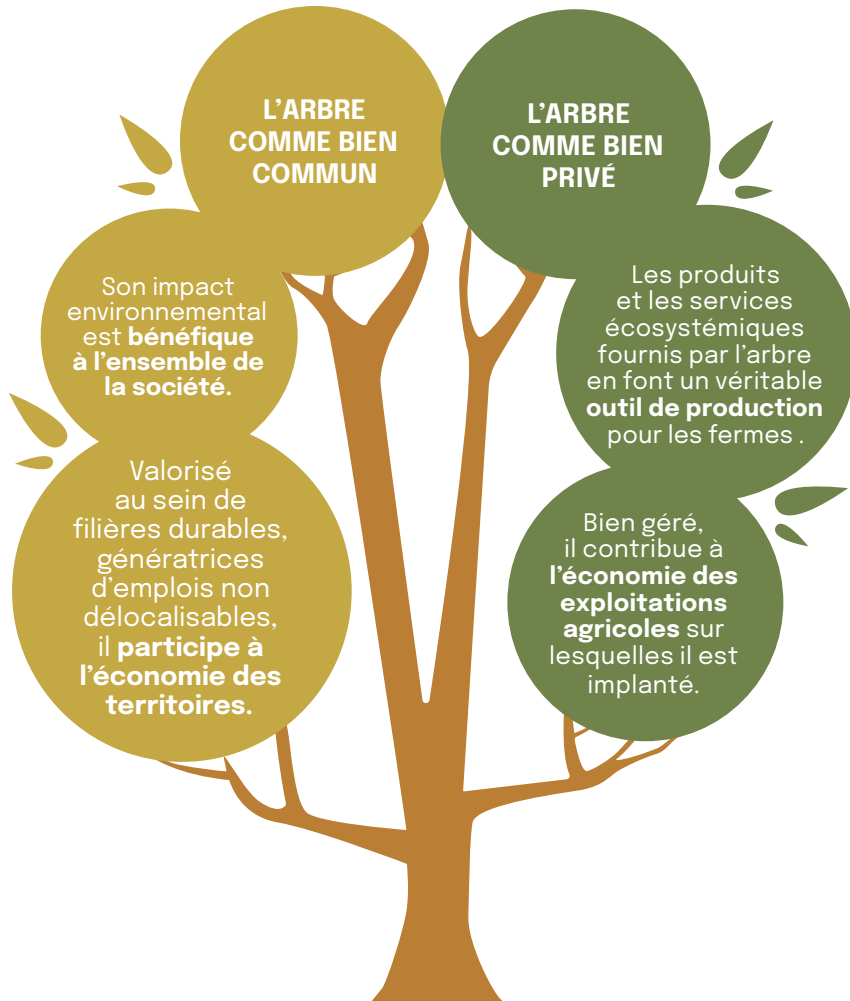 L'ARBRE
COMME BIEN
COMMUN
Son impact
environnemental
est bénéfique
à l'ensemble de
la société.
Valorisé
au sein de
filières durables,
génératrices
d'emplois non
délocalisables,
il participe à
l'économie des
territoires.
L'ARBRE
COMME BIEN
PRIVÉ
Les produits
et les services
écosystémiques
fournis par l'arbre
en font un véritable
outil de production
pour les fermes .
Bien géré,
il contribue à
l'économie des
exploitations
agricoles sur
lesquelles il est
implanté.